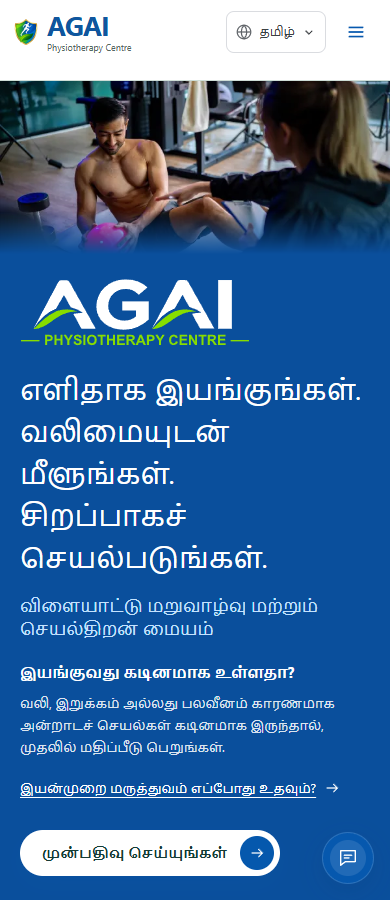 AGAI
Physiotherapy Centre
தமிழ்
AGAI
PHYSIOTHERAPY CENTRE
எளிதாக இயங்குங்கள்.
வலிமையுடன்
மீளுங்கள்.
சிறப்பாகச்
செயல்படுங்கள்.
விளையாட்டு மறுவாழ்வு மற்றும்
செயல்திறன் மையம்
இயங்குவது கடினமாக உள்ளதா?
வலி, இறுக்கம் அல்லது பலவீனம் காரணமாக
அன்றாடச் செயல்கள் கடினமாக இருந்தால்,
முதலில் மதிப்பீடு பெறுங்கள்.
இயன்முறை மருத்துவம் எப்போது உதவும்? →
முன்பதிவு செய்யுங்கள் →